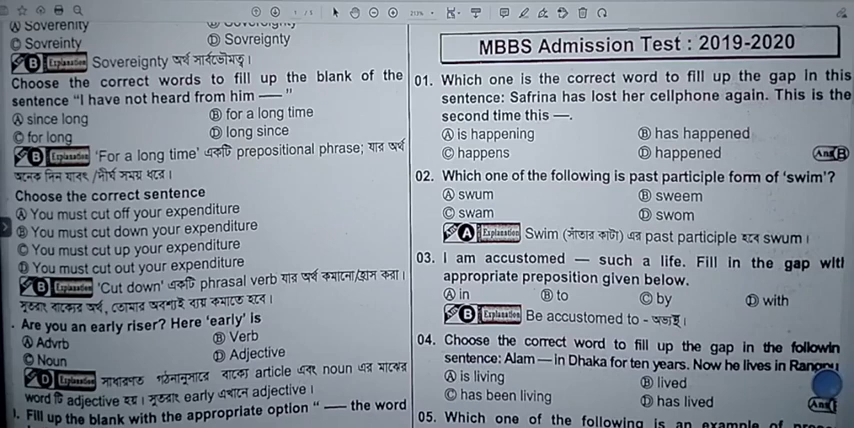 Ⓐ Soverenity
Ⓒ Sovreinty
Ⓓ Sovreignty
Ⓑ Explanation Sovereignty অর্থ সার্বভৌমত্ব।
Choose the correct words to fill up the blank of the
sentence “I have not heard from him —— ”
Ⓐ since long
Ⓑ for a long time
Ⓒ for long
Ⓓ long since
Ⓑ Explanation ‘For a long time’ একটি prepositional phrase; যার অর্থ
অনেক দিন যাবৎ /দীর্ঘ সময় ধরে।
Choose the correct sentence
Ⓐ You must cut off your expenditure
Ⓑ You must cut down your expenditure
Ⓒ You must cut up your expenditure
Ⓓ You must cut out your expenditure
Ⓑ Explanation ‘Cut down’ একটি phrasal verb যার অর্থ কমানো/হ্রাস করা।
সুতরাং বাক্যের অর্থ, তোমার অবশ্যই ব্যয় কমাতে হবে।
. Are you an early riser? Here ‘early’ is
Ⓐ Advrb
Ⓑ Verb
Ⓒ Noun
Ⓓ Adjective
Ⓓ Explanation সাধারণত গঠনানুসারে বাক্যে article এবং noun এর মাঝের
word টি adjective হয়। সুতরাং early এখানে adjective।
). Fill up the blank with the appropriate option “ —— the word
MBBS Admission Test : 2019-2020
01. Which one is the correct word to fill up the gap in this
sentence: Safrina has lost her cellphone again. This is the
second time this —.
Ⓐ is happening
Ⓑ has happened
Ⓒ happens
Ⓓ happened
Ans Ⓑ
02. Which one of the following is past participle form of ‘swim’?
Ⓐ swum
Ⓑ sweem
Ⓒ swam
Ⓓ swom
Ⓐ Explanation Swim (সাঁতার কাটা) এর past participle হবে swum।
03. I am accustomed — such a life. Fill in the gap with
appropriate preposition given below.
Ⓐ in
Ⓑ to
Ⓒ by
Ⓓ with
Ⓑ Explanation Be accustomed to - অভ্যস্ত।
04. Choose the correct word to fill up the gap in the followin
sentence: Alam — in Dhaka for ten years. Now he lives in Rangpu
Ⓐ is living
Ⓑ lived
Ⓒ has been living
Ⓓ has lived
Ans
05. Which one of the following is an example of